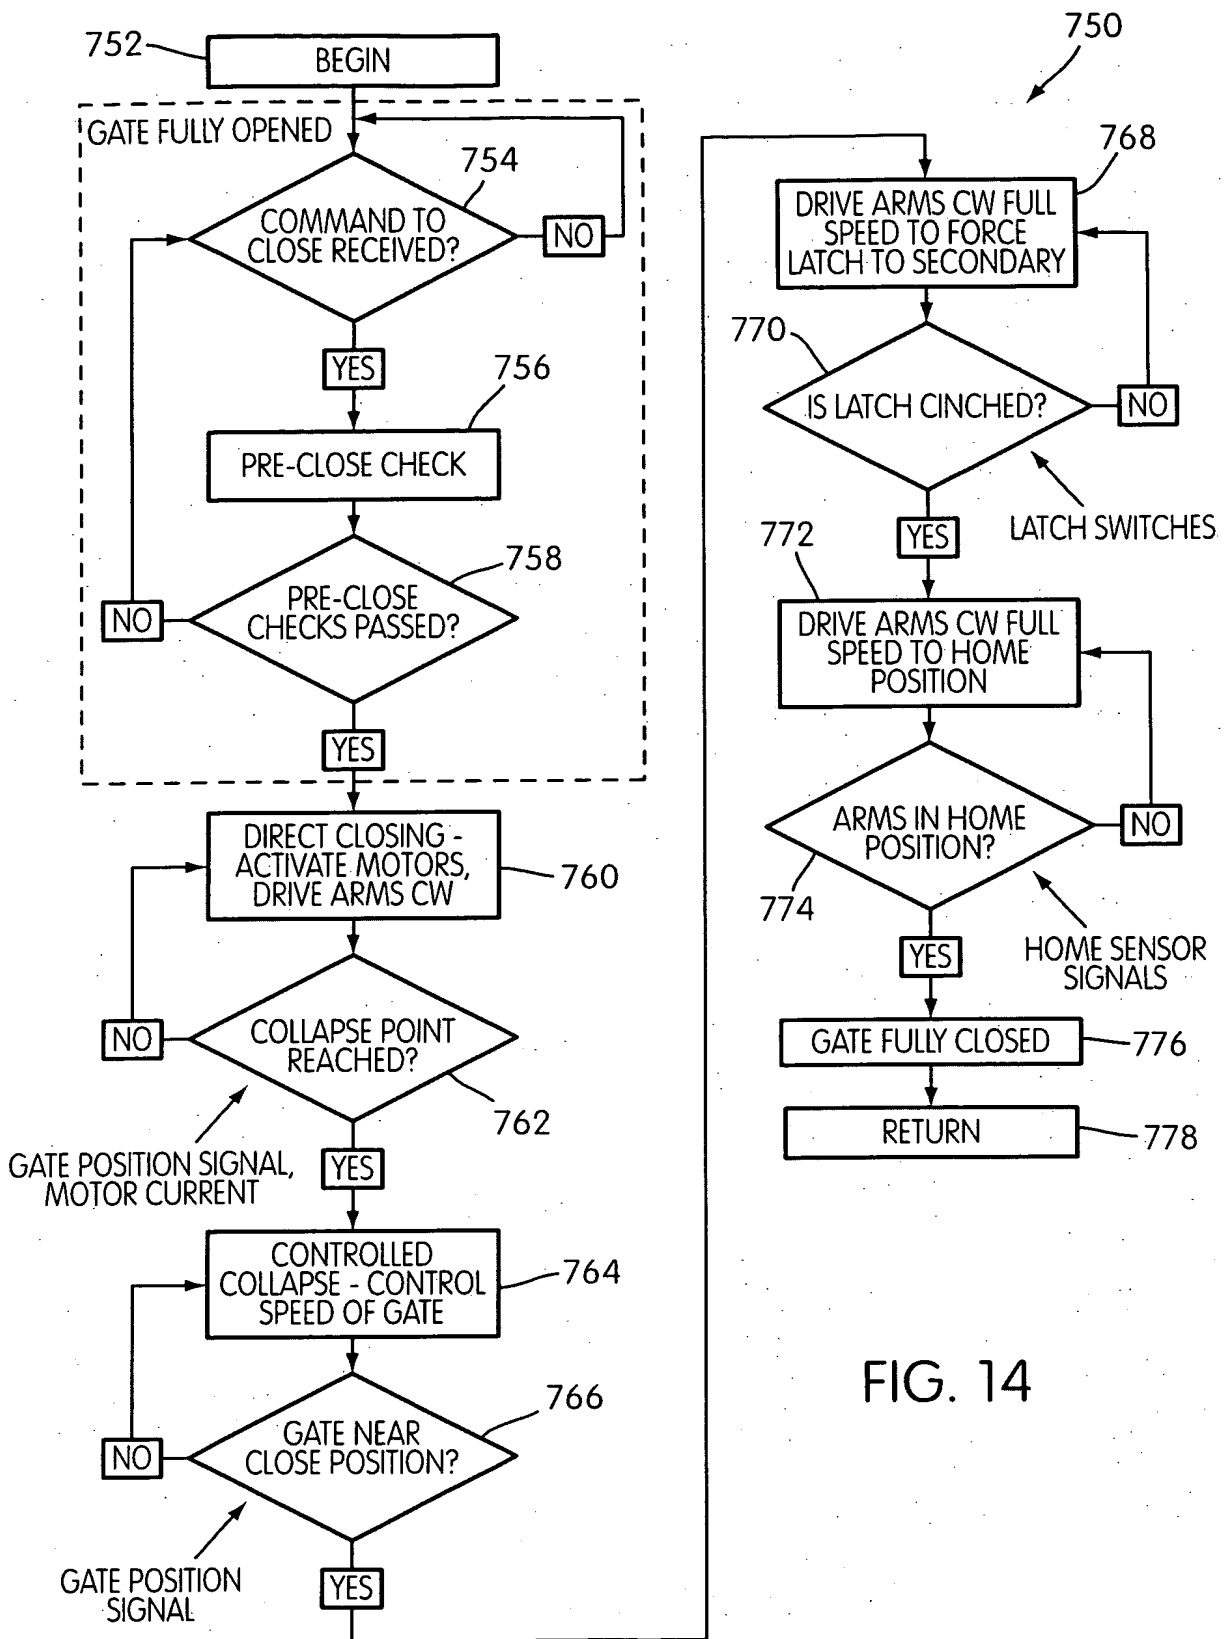 752
BEGIN
GATE FULLY OPENED
754
COMMAND TO
CLOSE RECEIVED?
NO
YES
756
PRE-CLOSE CHECK
758
PRE-CLOSE
CHECKS PASSED?
NO
YES
DIRECT CLOSING -
ACTIVATE MOTORS,
DRIVE ARMS CW
760
COLLAPSE POINT
REACHED?
NO
762
GATE POSITION SIGNAL,
MOTOR CURRENT
YES
CONTROLLED
COLLAPSE - CONTROL
SPEED OF GATE
764
766
GATE NEAR
CLOSE POSITION?
NO
GATE POSITION
SIGNAL
YES
750
768
DRIVE ARMS CW FULL
SPEED TO FORCE
LATCH TO SECONDARY
770
IS LATCH CINCHED?
NO
LATCH SWITCHES
YES
772
DRIVE ARMS CW FULL
SPEED TO HOME
POSITION
ARMS IN HOME
POSITION?
NO
774
HOME SENSOR
SIGNALS
YES
GATE FULLY CLOSED
776
RETURN
778
FIG. 14